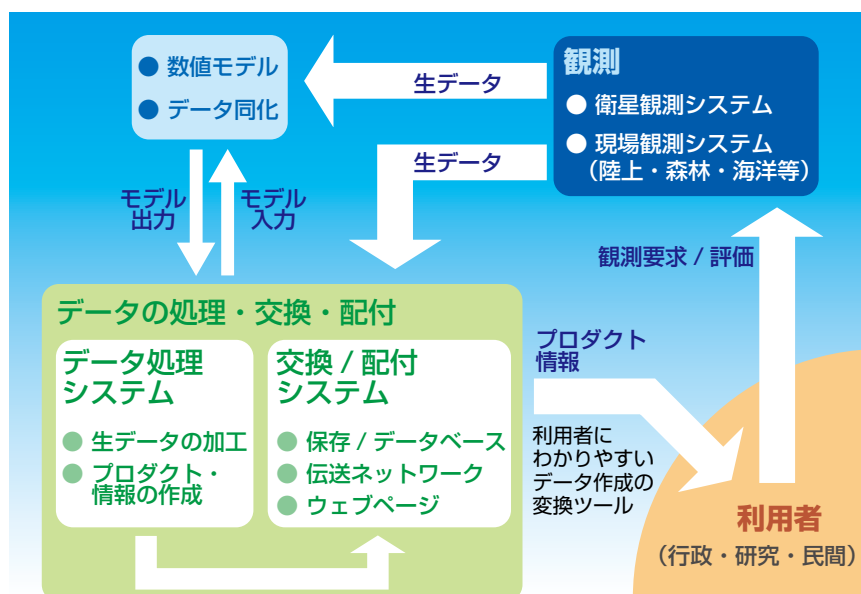 ● 数値モデル
● データ同化
生データ
観測
● 衛星観測システム
● 現場観測システム
（陸上・森林・海洋等）
生データ
モデル
出力
モデル
入力
観測要求 / 評価
データの処理・交換・配付
データ処理
システム
● 生データの加工
● プロダクト・
情報の作成
交換 / 配付
システム
● 保存 / データベース
● 伝送ネットワーク
● ウェブページ
プロダクト
情報
利用者に
わかりやすい
データ作成の
変換ツール
利用者
（行政・研究・民間）